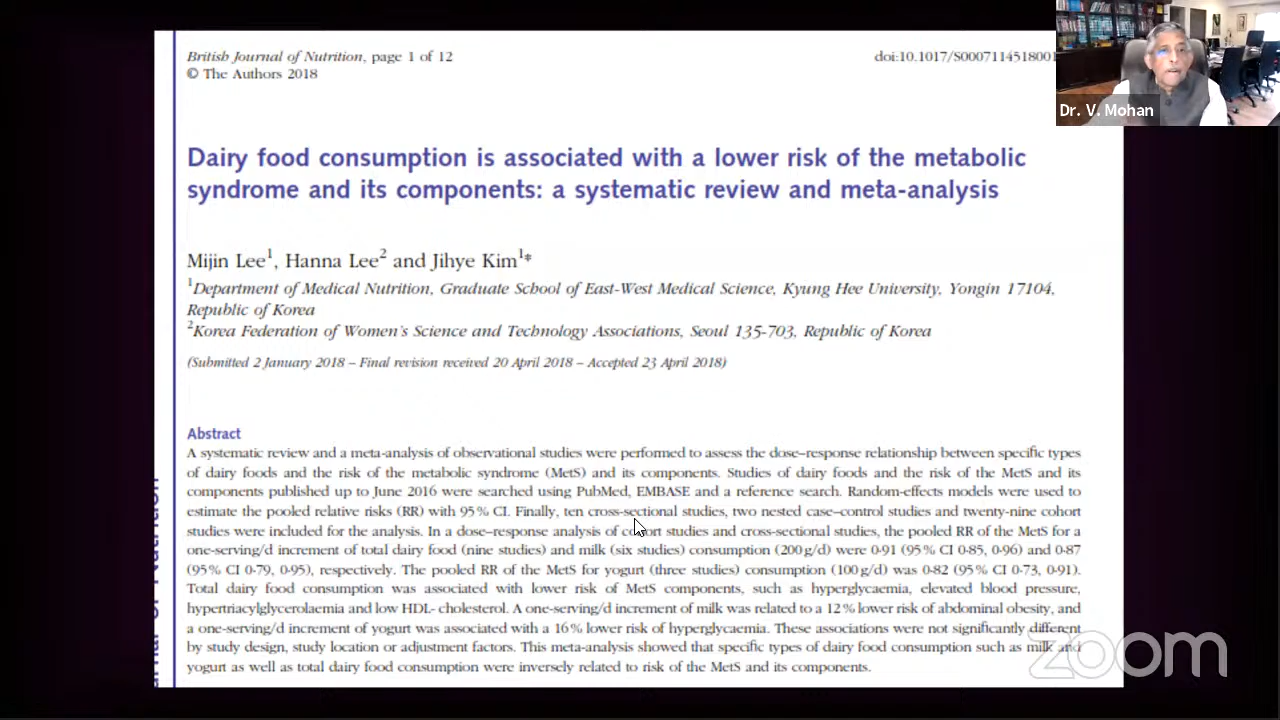 British Journal of Nutrition, page 1 of 12
doi:10.1017/S0007114518001
© The Authors 2018
Dr. V. Mohan
Dairy food consumption is associated with a lower risk of the metabolic
syndrome and its components: a systematic review and meta-analysis
Mijin Lee1, Hanna Lee2 and Jihye Kim1*
1Department of Medical Nutrition, Graduate School of East-West Medical Science, Kyung Hee University, Yongin 17104,
Republic of Korea
2Korea Federation of Women's Science and Technology Associations, Seoul 135-703, Republic of Korea
(Submitted 2 January 2018 – Final revision received 20 April 2018 – Accepted 23 April 2018)
Abstract
A systematic review and a meta-analysis of observational studies were performed to assess the dose–response relationship between specific types
of dairy foods and the risk of the metabolic syndrome (MetS) and its components. Studies of dairy foods and the risk of the MetS and its
components published up to June 2016 were searched using PubMed, EMBASE and a reference search. Random-effects models were used to
estimate the pooled relative risks (RR) with 95 % CI. Finally, ten cross-sectional studies, two nested case–control studies and twenty-nine cohort
studies were included for the analysis. In a dose–response analysis of cohort studies and cross-sectional studies, the pooled RR of the MetS for a
one-serving/d increment of total dairy food (nine studies) and milk (six studies) consumption (200 g/d) were 0·91 (95 % CI 0·85, 0·96) and 0·87
(95 % CI 0·79, 0·95), respectively. The pooled RR of the MetS for yogurt (three studies) consumption (100 g/d) was 0·82 (95 % CI 0·73, 0·91).
Total dairy food consumption was associated with lower risk of MetS components, such as hyperglycaemia, elevated blood pressure,
hypertriacylglycerolaemia and low HDL- cholesterol. A one-serving/d increment of milk was related to a 12 % lower risk of abdominal obesity, and
a one-serving/d increment of yogurt was associated with a 16 % lower risk of hyperglycaemia. These associations were not significantly different
by study design, study location or adjustment factors. This meta-analysis showed that specific types of dairy food consumption such as milk and
yogurt as well as total dairy food consumption were inversely related to risk of the MetS and its components.
of Nutrition
zoom